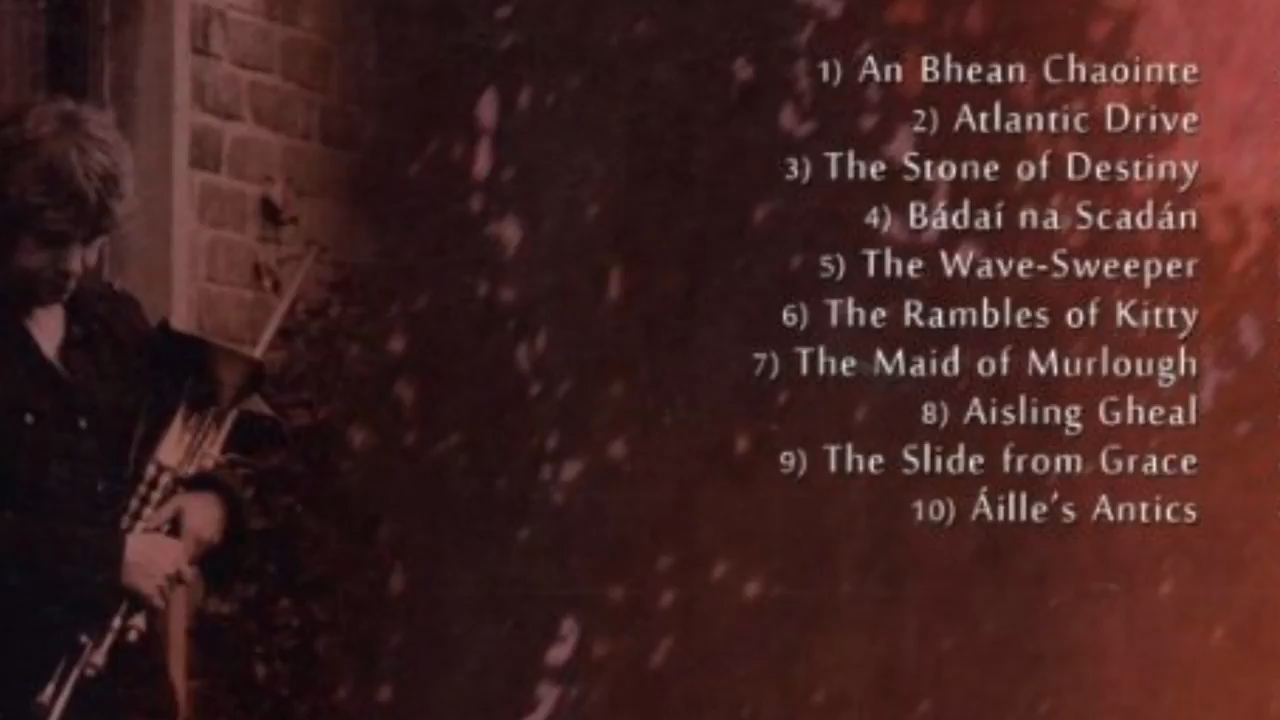 1) An Bhean Chaointe
2) Atlantic Drive
3) The Stone of Destiny
4) Bádaí na Scadán
5) The Wave-Sweeper
6) The Rambles of Kitty
7) The Maid of Murlough
8) Aisling Gheal
9) The Slide from Grace
10) Áille's Antics